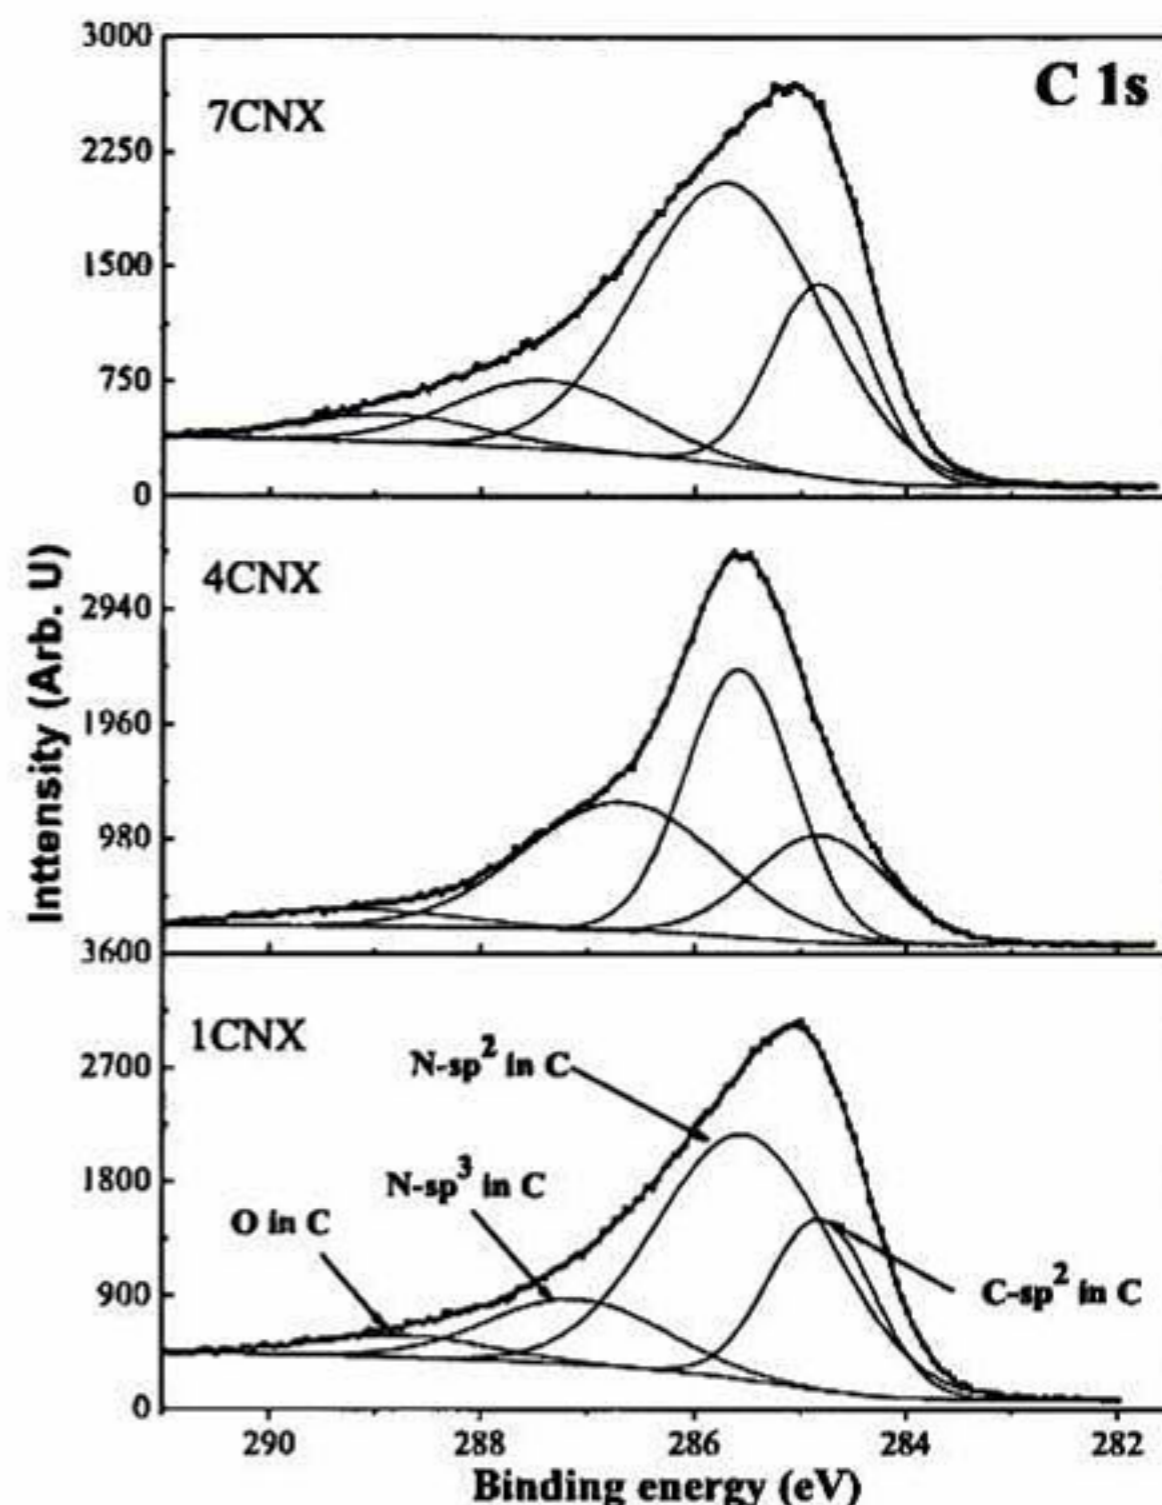 3000
C 1s
7CNX
2250
1500
750
0
4CNX
2940
1960
980
3600
Inttensity (Arb. U)
1CNX
N-sp² in C
2700
N-sp³ in C
1800
O in C
900
C-sp² in C
0
290 288 286 284 282
Binding energy (eV)